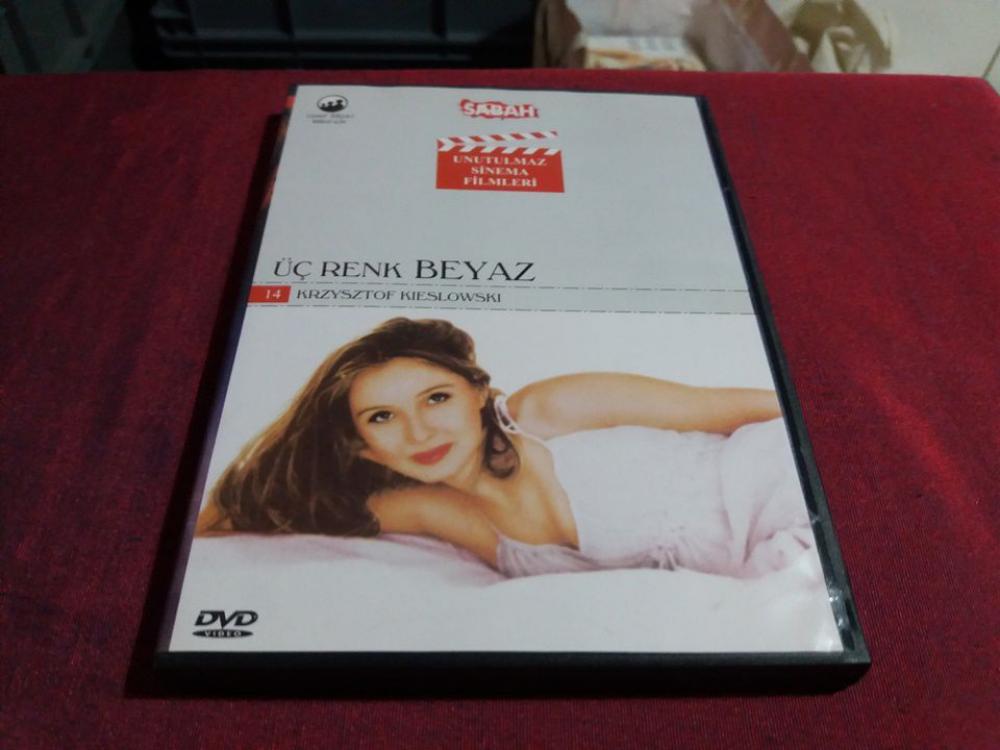 SABAH
UNUTULMAZ
SİNEMA
FİLMLERİ
ÜÇ RENK BEYAZ
14 KRZYSZTOF KIESLOWSKI
DVD
VIDEO